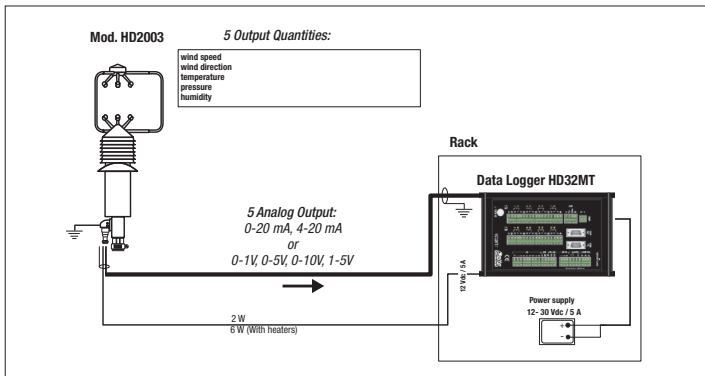 Mod. HD2003
5 Output Quantities:
wind speed
wind direction
temperature
pressure
humidity
Rack
Data Logger HD32MT
5 Analog Output:
0-20 mA, 4-20 mA
or
0-1V, 0-5V, 0-10V, 1-5V
12 Vdc / 5A
Power supply
12- 30 Vdc / 5 A
+
-
2 W
6 W (With heaters)